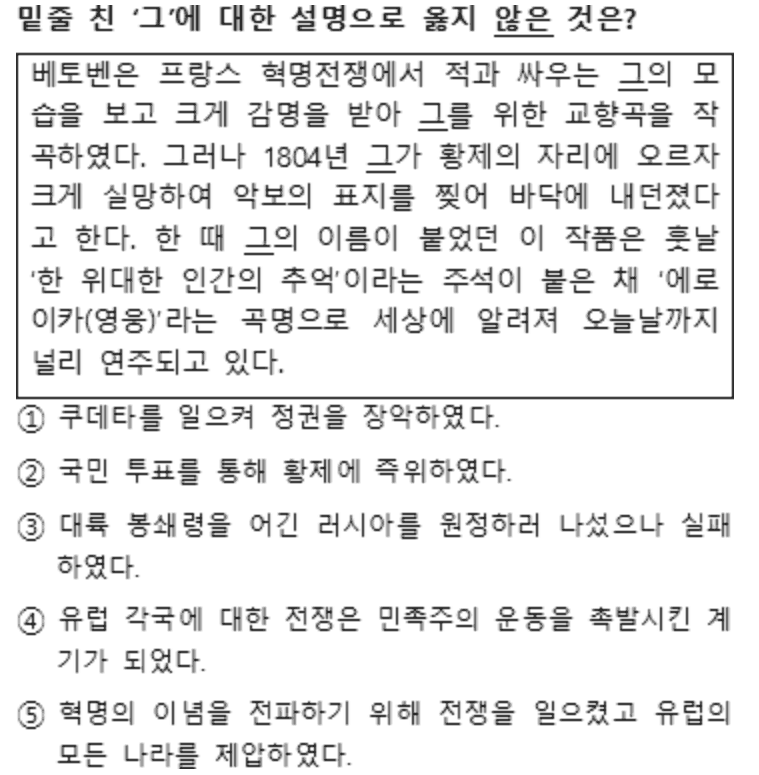 밑줄 친 ‘그’에 대한 설명으로 옳지 않은 것은?
베토벤은 프랑스 혁명전쟁에서 적과 싸우는 그의 모
습을 보고 크게 감명을 받아 그를 위한 교향곡을 작
곡하였다. 그러나 1804년 그가 황제의 자리에 오르자
크게 실망하여 악보의 표지를 찢어 바닥에 내던졌다
고 한다. 한 때 그의 이름이 붙었던 이 작품은 훗날
‘한 위대한 인간의 추억’이라는 주석이 붙은 채 ‘에로
이카(영웅)’라는 곡명으로 세상에 알려져 오늘날까지
널리 연주되고 있다.
① 쿠데타를 일으켜 정권을 장악하였다.
② 국민 투표를 통해 황제에 즉위하였다.
③ 대륙 봉쇄령을 어긴 러시아를 원정하러 나섰으나 실패
하였다.
④ 유럽 각국에 대한 전쟁은 민족주의 운동을 촉발시킨 계
기가 되었다.
⑤ 혁명의 이념을 전파하기 위해 전쟁을 일으켰고 유럽의
모든 나라를 제압하였다.